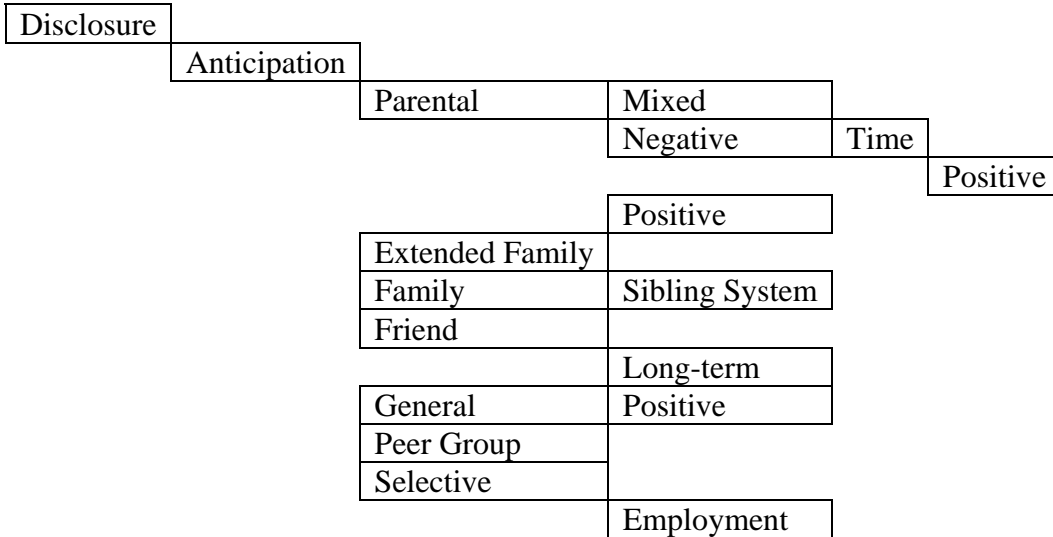 Disclosure
Anticipation
Parental Mixed
Negative Time
Positive
Positive
Extended Family
Family Sibling System
Friend
Long-term
General Positive
Peer Group
Selective
Employment